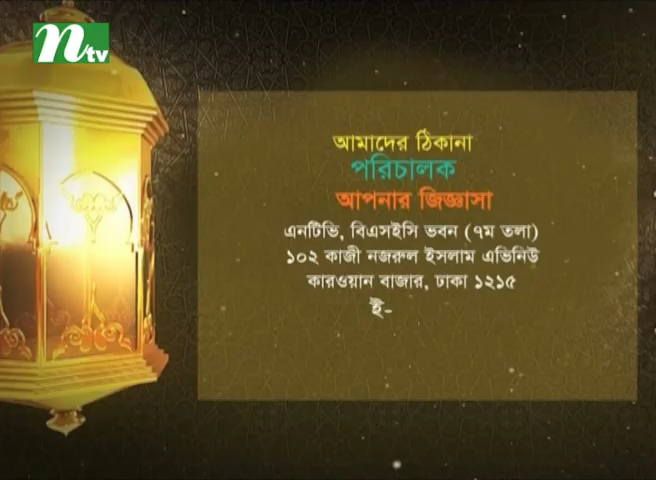 ntv
আমাদের ঠিকানা
পরিচালক
আপনার জিজ্ঞাসা
এনটিভি, বিএসইসি ভবন (৭ম তলা)
১০২ কাজী নজরুল ইসলাম এভিনিউ
কারওয়ান বাজার, ঢাকা ১২১৫
ই-